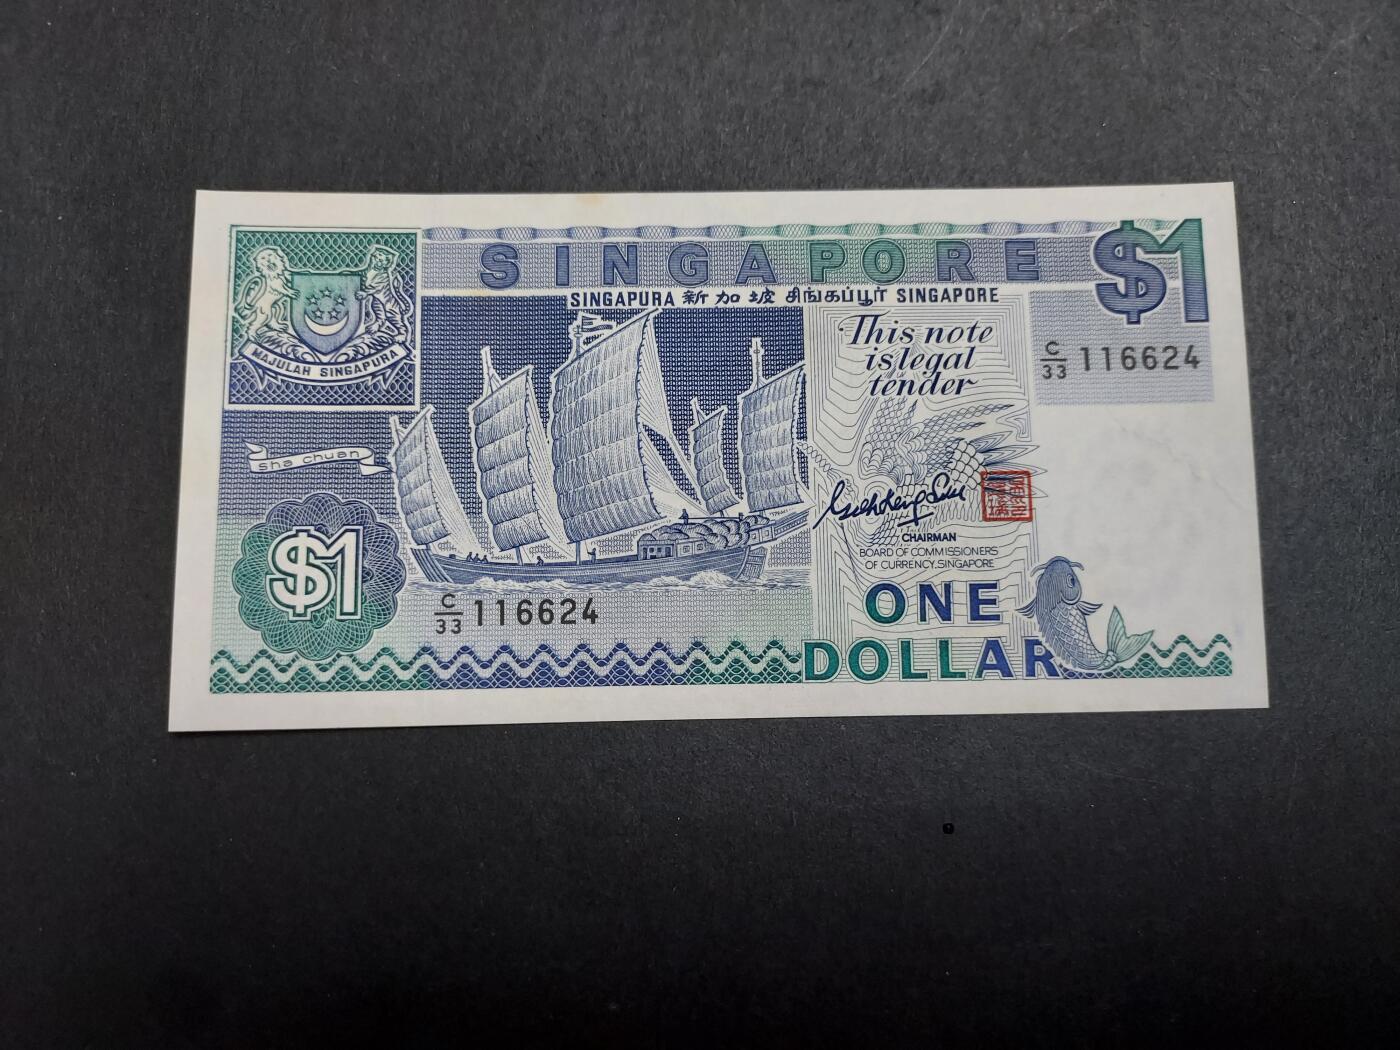 SINGAPORE
$1
SINGAPURA 新加坡 சிங்கப்பூர் SINGAPORE
MAJULAH SINGAPURA
This note
is legal
tender
C/33 116624
sha chuan
$1
CHAIRMAN
BOARD OF COMMISSIONERS
OF CURRENCY, SINGAPORE
C/33 116624
ONE
DOLLAR